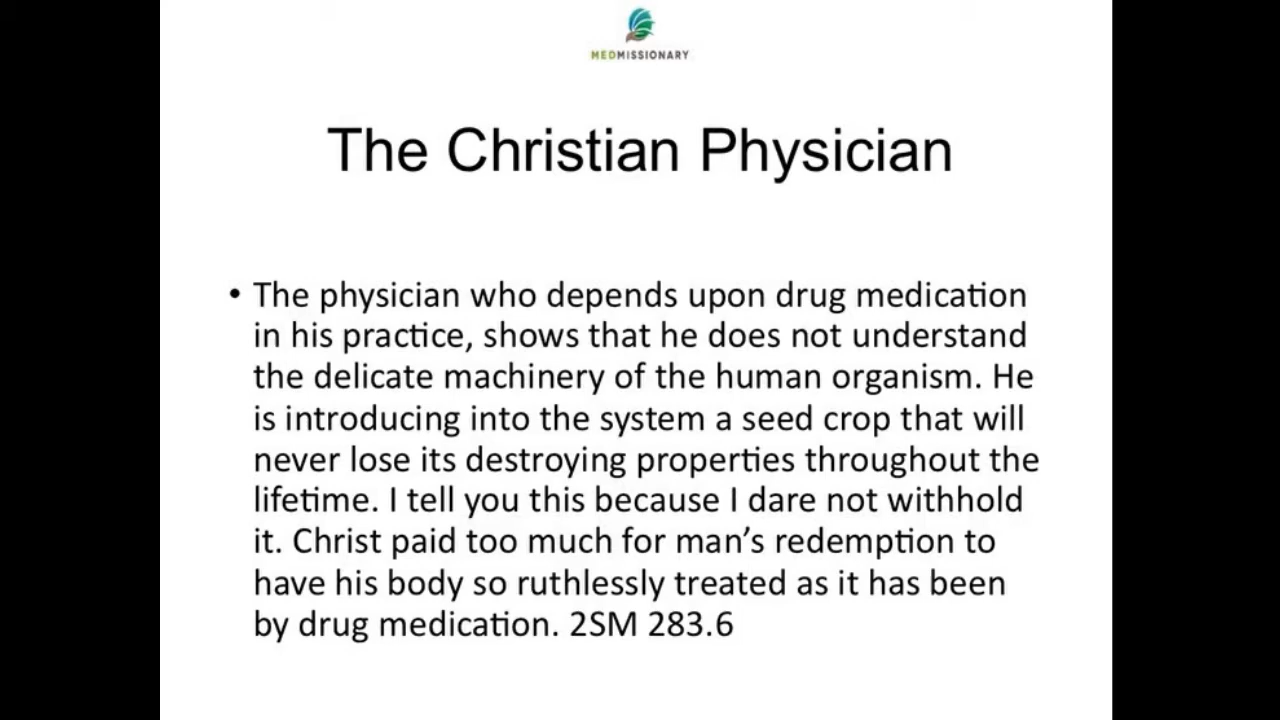 MEDMISSIONARY
The Christian Physician
• The physician who depends upon drug medication
in his practice, shows that he does not understand
the delicate machinery of the human organism. He
is introducing into the system a seed crop that will
never lose its destroying properties throughout the
lifetime. I tell you this because I dare not withhold
it. Christ paid too much for man’s redemption to
have his body so ruthlessly treated as it has been
by drug medication. 2SM 283.6